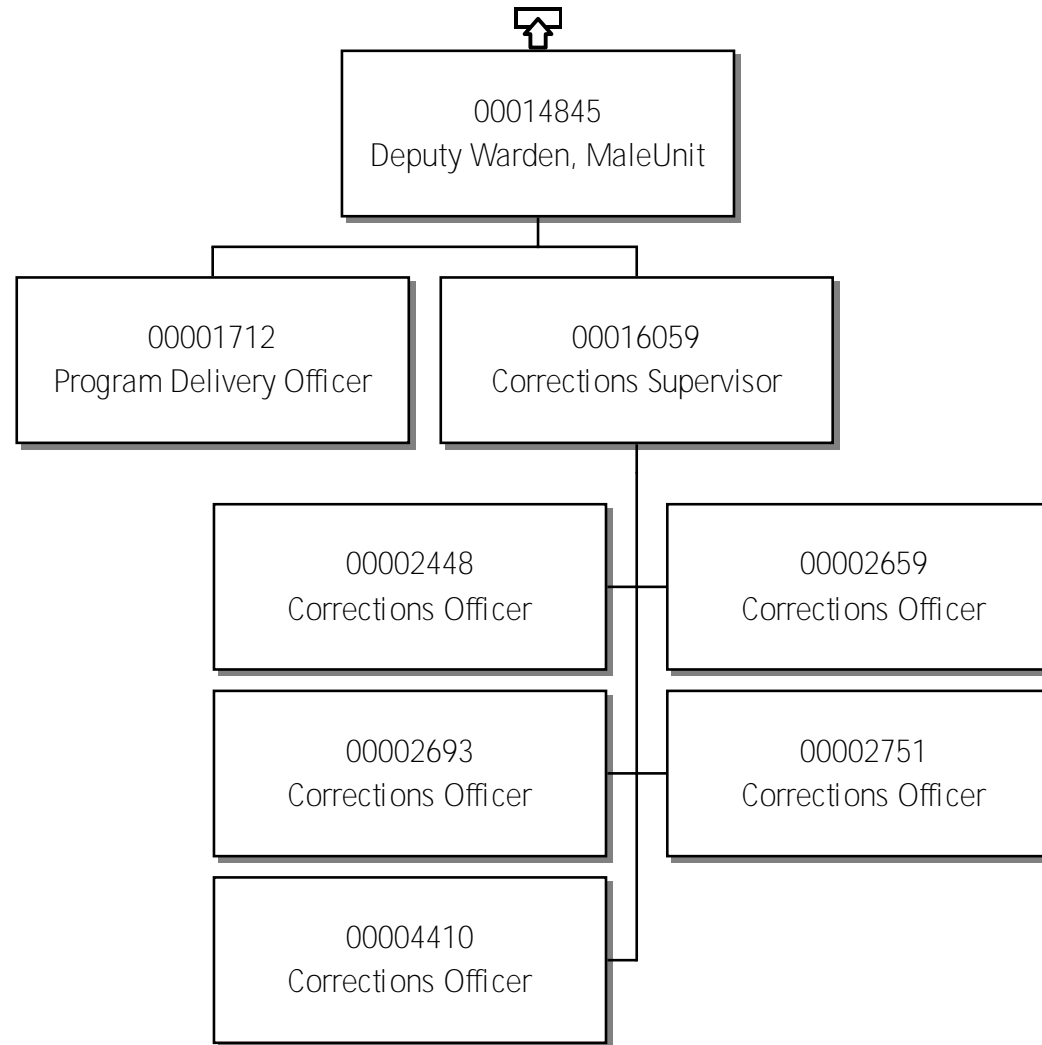 00014845
Deputy Warden, MaleUnit
00001712
Program Delivery Officer
00016059
Corrections Supervisor
00002448
Corrections Officer
00002659
Corrections Officer
00002693
Corrections Officer
00002751
Corrections Officer
00004410
Corrections Officer